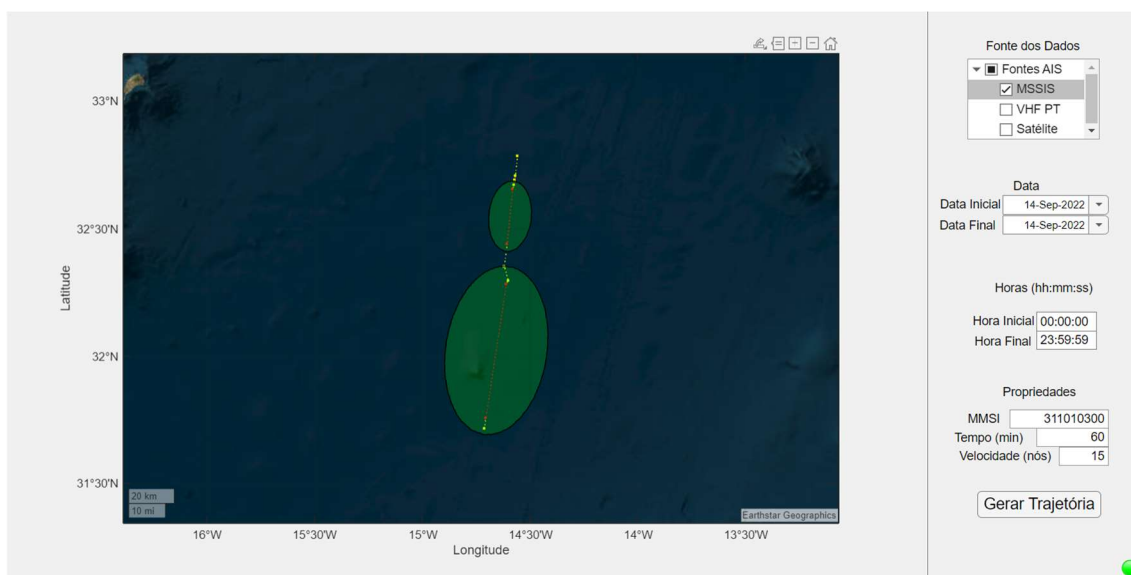 33°N
32°30'N
32°N
31°30'N
Latitude
20 km
10 mi
Earthstar Geographics
16°W
15°30'W
15°W
14°30'W
14°W
13°30'W
Longitude
Fonte dos Dados
Fontes AIS
MSSIS
VHF PT
Satélite
Data
Data Inicial 14-Sep-2022
Data Final 14-Sep-2022
Horas (hh:mm:ss)
Hora Inicial 00:00:00
Hora Final 23:59:59
Propriedades
MMSI 311010300
Tempo (min) 60
Velocidade (nós) 15
Gerar Trajetória